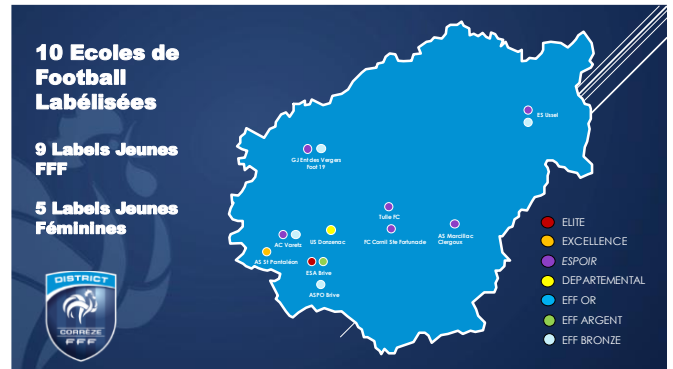 10 Ecoles de
Football
Labélisées
9 Labels Jeunes
FFF
5 Labels Jeunes
Féminines
ES Ussel
GJ Ent des Vergers
Foot 19
Tulle FC
FC Cornil Ste Fortunade
AS Marcillac
Clergoux
AC Varetz
US Donzenac
AS St Pantaléon
ESA Brive
ASPO Brive
ELITE
EXCELLENCE
ESPOIR
DEPARTEMENTAL
EFF OR
EFF ARGENT
EFF BRONZE
DISTRICT
CORRÈZE
FFF